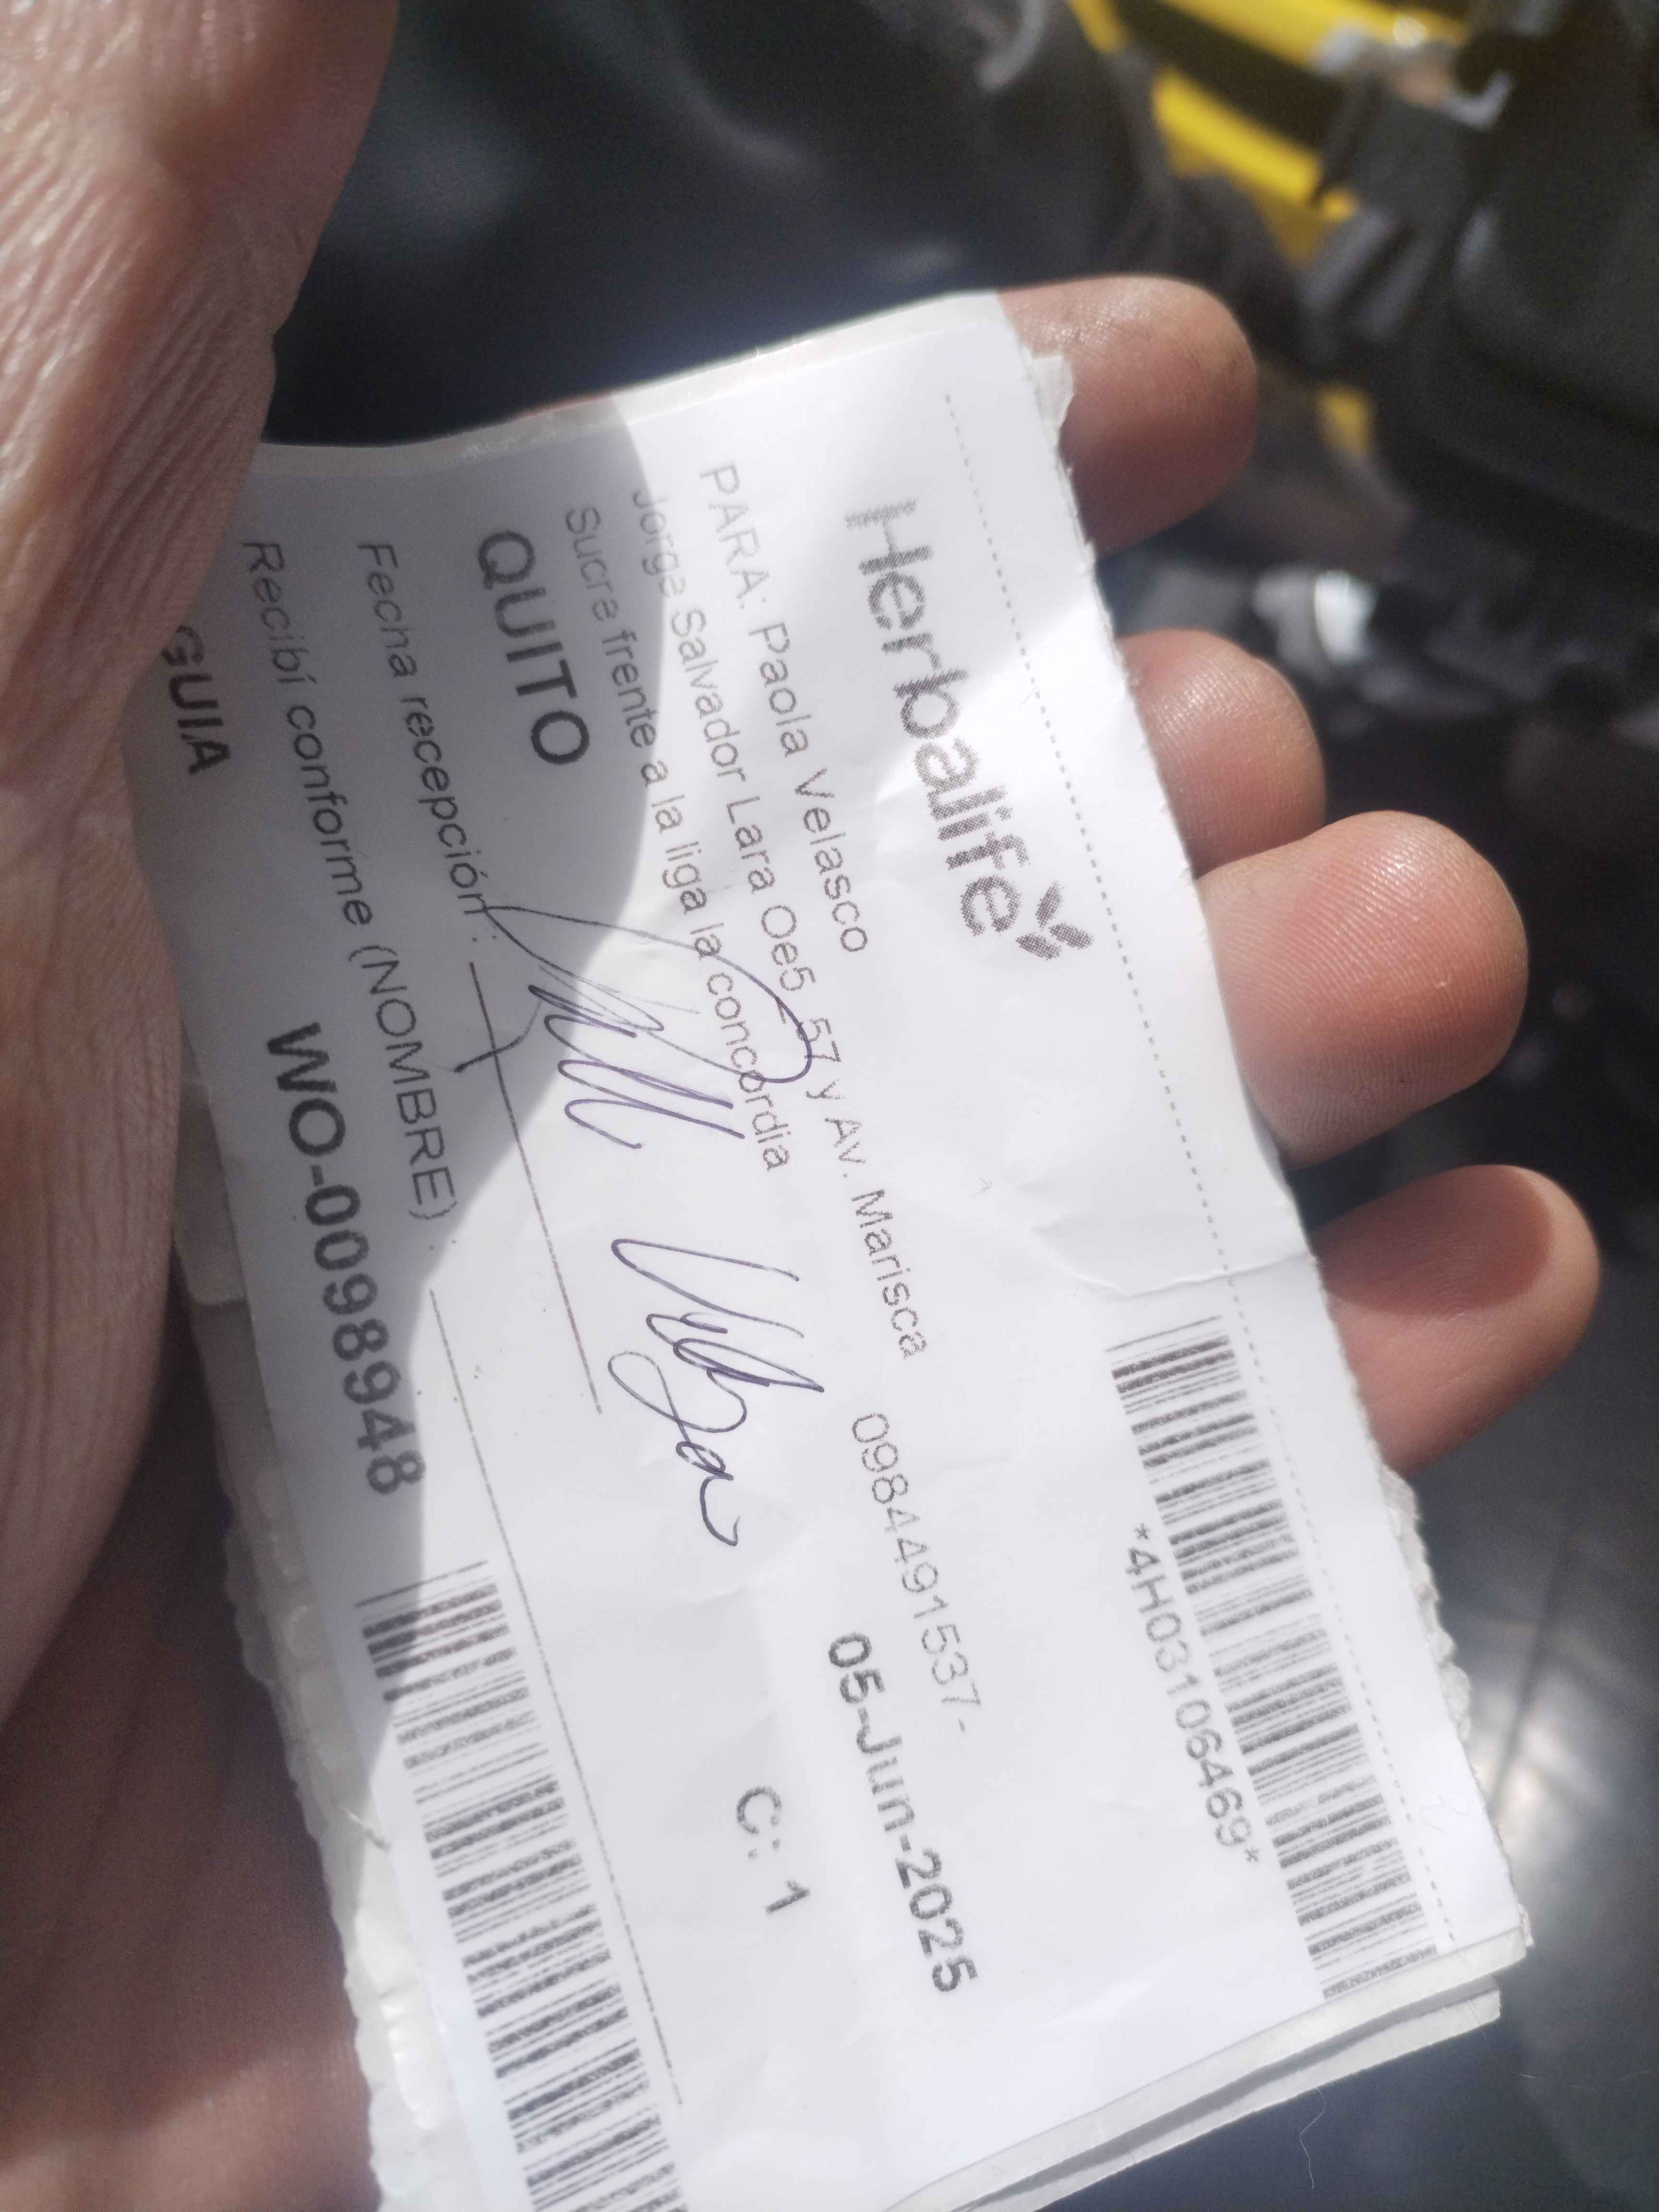 Herbalife
*4H03106469*
PARA: Paola Velasco
Jorge Salvador Lara Oe5 57 y Av. Marisca 0984491537-
Sucre frente a la liga la concordia
05-Jun-2025
QUITO
C: 1
Fecha recepción:
Recibí conforme (NOMBRE)
GUIA WO-0098948